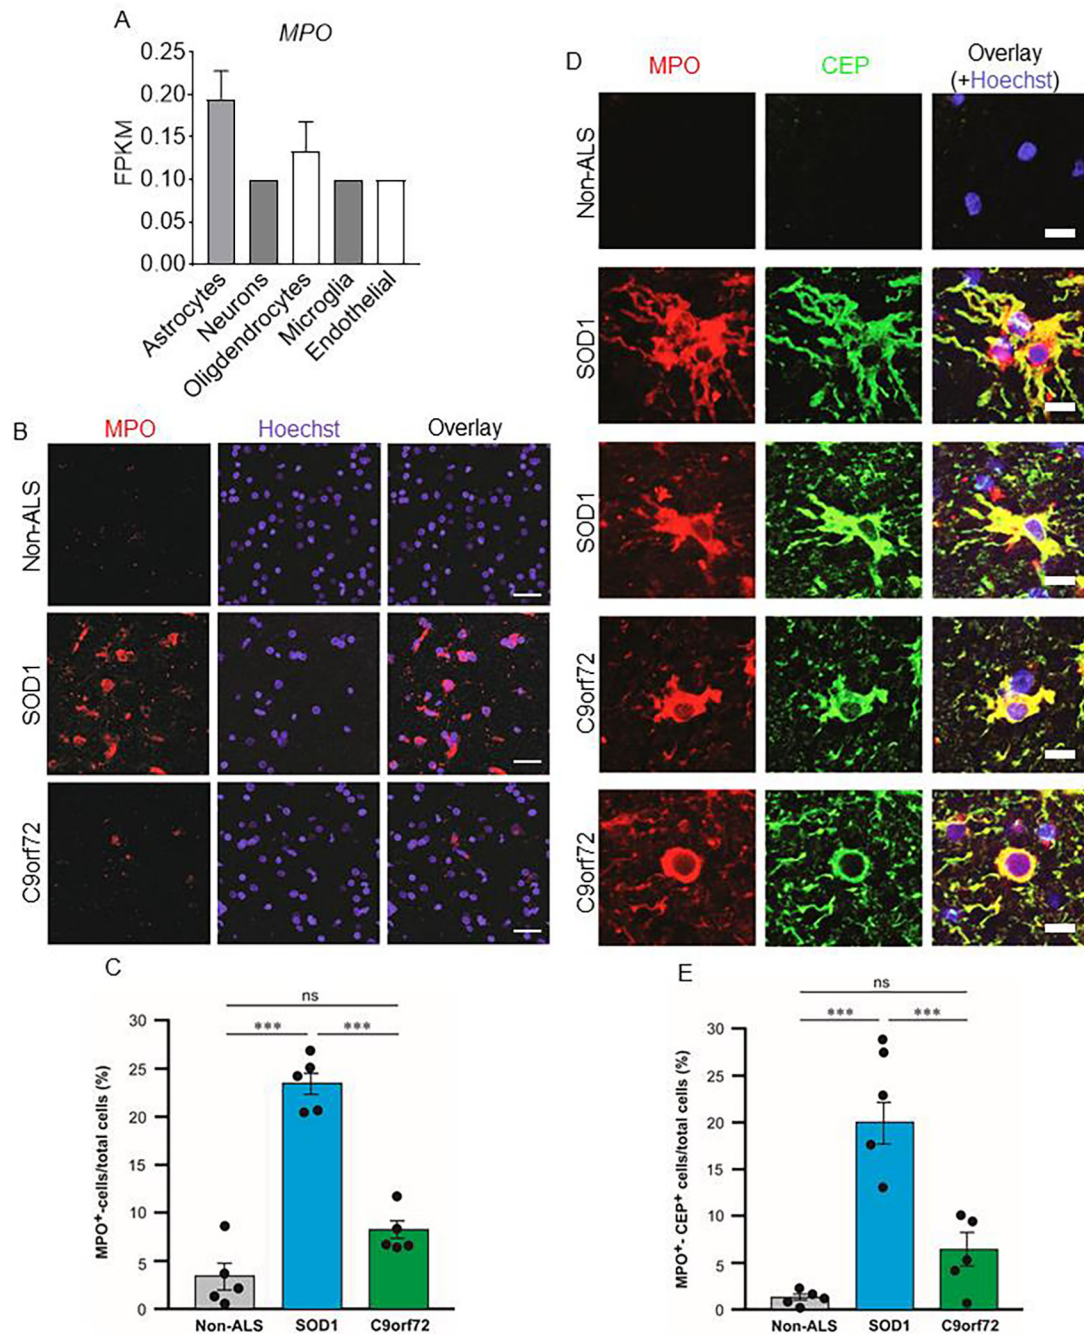 A
MPO
FPKM
0.25
0.20
0.15
0.10
0.05
0.00
Astrocytes
Neurons
Oligdendrocytes
Microglia
Endothelial
B
MPO
Hoechst
Overlay
Non-ALS
SOD1
C9orf72
C
ns
***
***
MPO⁺-cells/total cells (%)
30
25
20
15
10
5
0
Non-ALS
SOD1
C9orf72
D
MPO
CEP
Overlay
(+Hoechst)
Non-ALS
SOD1
SOD1
C9orf72
C9orf72
E
ns
***
***
MPO⁺- CEP⁺ cells/total cells (%)
30
25
20
15
10
5
0
Non-ALS
SOD1
C9orf72